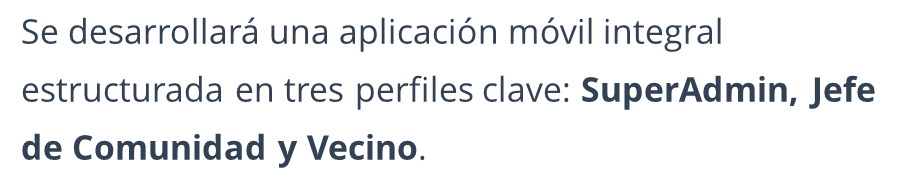 Se desarrollará una aplicación móvil integral
estructurada en tres perfiles clave: SuperAdmin, Jefe
de Comunidad y Vecino.